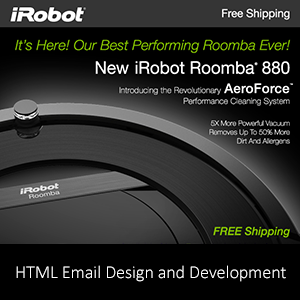 iRobot®
Free Shipping
It's Here! Our Best Performing Roomba Ever!
New iRobot Roomba® 880
Introducing the Revolutionary AeroForce™
Performance Cleaning System
5X More Powerful Vacuum
Removes Up To 50% More
Dirt And Allergens
iRobot
Roomba
FREE Shipping
HTML Email Design and Development